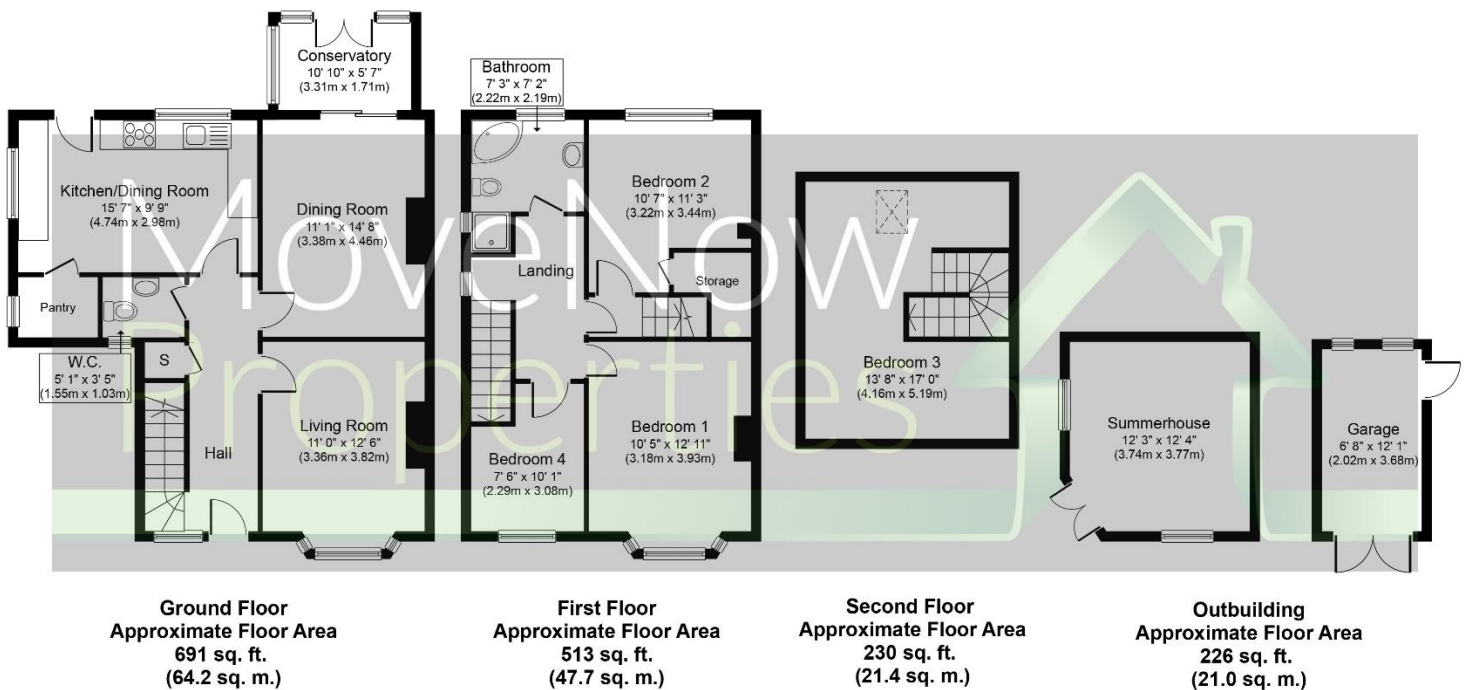 Conservatory
10' 10" x 5' 7"
(3.31m x 1.71m)
Kitchen/Dining Room
15' 7" x 9' 9"
(4.74m x 2.98m)
Dining Room
11' 1" x 14' 8"
(3.38m x 4.46m)
Pantry
W.C.
5' 1" x 3' 5"
(1.55m x 1.03m)
S
Hall
Living Room
11' 0" x 12' 6"
(3.36m x 3.82m)
Bathroom
7' 3" x 7' 2"
(2.22m x 2.19m)
Bedroom 2
10' 7" x 11' 3"
(3.22m x 3.44m)
Landing
Storage
Bedroom 4
7' 6" x 10' 1"
(2.29m x 3.08m)
Bedroom 1
10' 5" x 12' 11"
(3.18m x 3.93m)
Bedroom 3
13' 8" x 17' 0"
(4.16m x 5.19m)
Summerhouse
12' 3" x 12' 4"
(3.74m x 3.77m)
Garage
6' 8" x 12' 1"
(2.02m x 3.68m)
MoveNow
Properties
Ground Floor
Approximate Floor Area
691 sq. ft.
(64.2 sq. m.)
First Floor
Approximate Floor Area
513 sq. ft.
(47.7 sq. m.)
Second Floor
Approximate Floor Area
230 sq. ft.
(21.4 sq. m.)
Outbuilding
Approximate Floor Area
226 sq. ft.
(21.0 sq. m.)